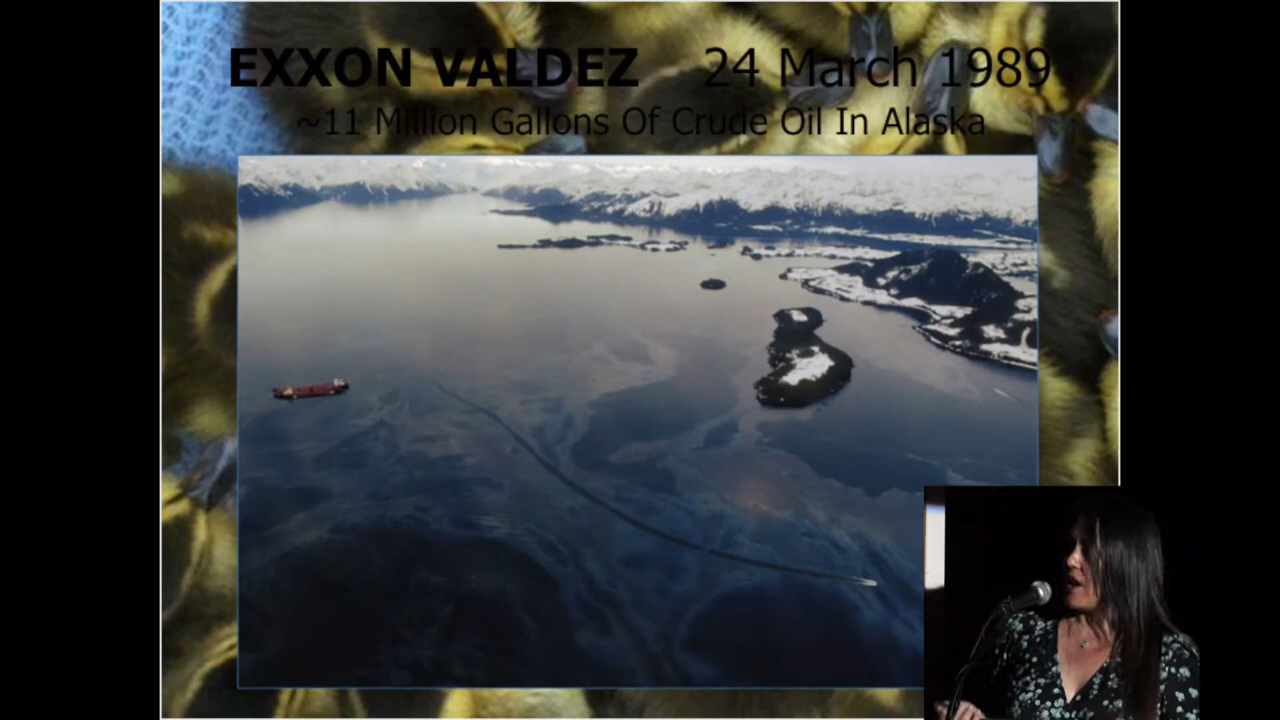 EXXON VALDEZ 24 March 1989
~11 Million Gallons Of Crude Oil In Alaska